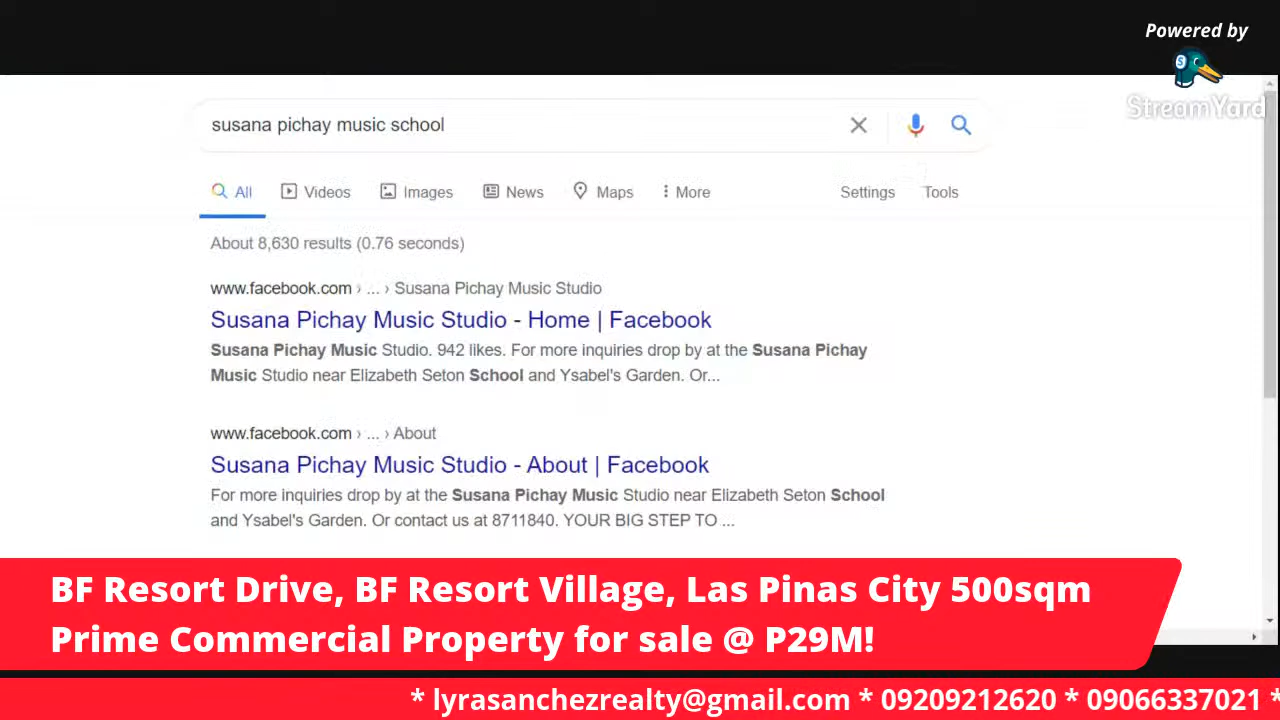 Powered by
StreamYard
susana pichay music school
All Videos Images News Maps More Settings Tools
About 8,630 results (0.76 seconds)
www.facebook.com › ... › Susana Pichay Music Studio
Susana Pichay Music Studio - Home | Facebook
Susana Pichay Music Studio. 942 likes. For more inquiries drop by at the Susana Pichay
Music Studio near Elizabeth Seton School and Ysabel's Garden. Or...
www.facebook.com › ... › About
Susana Pichay Music Studio - About | Facebook
For more inquiries drop by at the Susana Pichay Music Studio near Elizabeth Seton School
and Ysabel's Garden. Or contact us at 8711840. YOUR BIG STEP TO ...
BF Resort Drive, BF Resort Village, Las Pinas City 500sqm
Prime Commercial Property for sale @ P29M!
* lyrasanchezrealty@gmail.com * 09209212620 * 09066337021 *